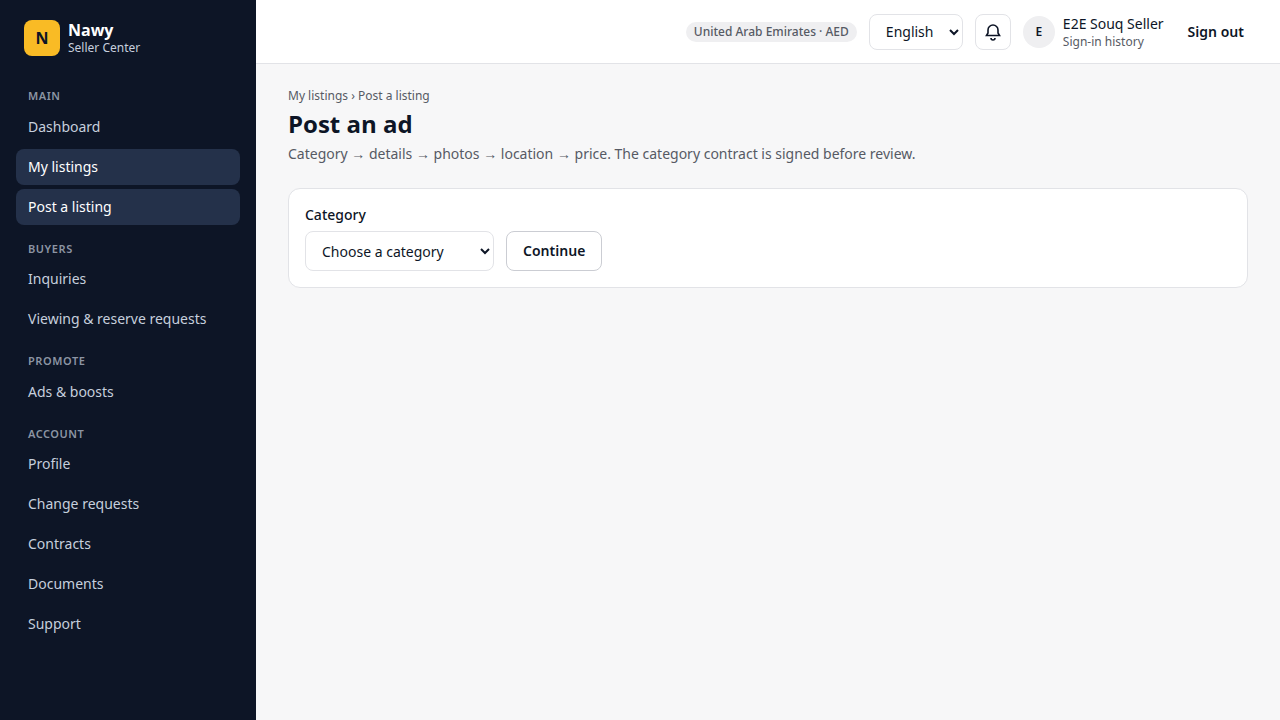 N
Nawy
Seller Center
United Arab Emirates · AED
English
E
E2E Souq Seller
Sign-in history
Sign out
MAIN
Dashboard
My listings
Post a listing
BUYERS
Inquiries
Viewing & reserve requests
PROMOTE
Ads & boosts
ACCOUNT
Profile
Change requests
Contracts
Documents
Support
My listings › Post a listing
Post an ad
Category → details → photos → location → price. The category contract is signed before review.
Category
Choose a category
Continue